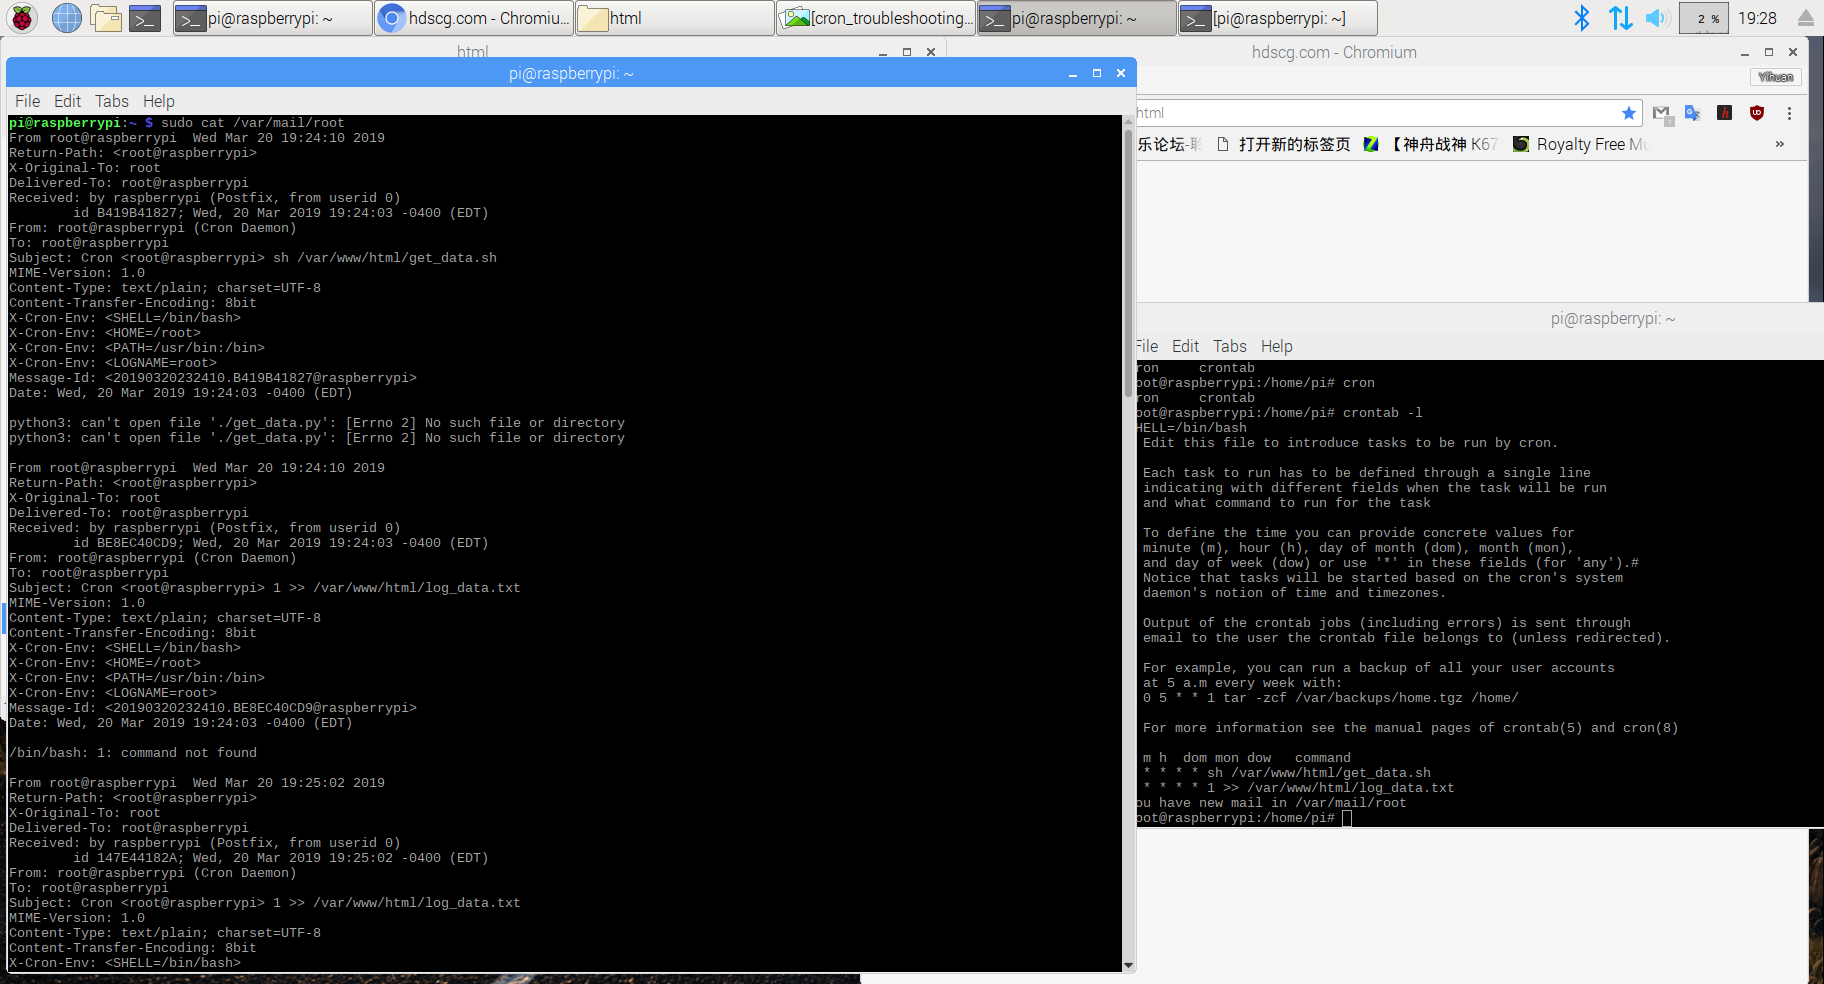 pi@raspberrypi: ~
hdscg.com - Chromiu...
html
[cron_troubleshooting...
pi@raspberrypi: ~
[pi@raspberrypi: ~]
2 %
19:28
html
hdscg.com - Chromium
Yihuan
html
乐论坛-
打开新的标签页
【神舟战神 K67
Royalty Free Mu
»
pi@raspberrypi: ~
File Edit Tabs Help
pi@raspberrypi:~ $ sudo cat /var/mail/root
From root@raspberrypi  Wed Mar 20 19:24:10 2019
Return-Path: <root@raspberrypi>
X-Original-To: root
Delivered-To: root@raspberrypi
Received: by raspberrypi (Postfix, from userid 0)
        id B419B41827; Wed, 20 Mar 2019 19:24:03 -0400 (EDT)
From: root@raspberrypi (Cron Daemon)
To: root@raspberrypi
Subject: Cron <root@raspberrypi> sh /var/www/html/get_data.sh
MIME-Version: 1.0
Content-Type: text/plain; charset=UTF-8
Content-Transfer-Encoding: 8bit
X-Cron-Env: <SHELL=/bin/bash>
X-Cron-Env: <HOME=/root>
X-Cron-Env: <PATH=/usr/bin:/bin>
X-Cron-Env: <LOGNAME=root>
Message-Id: <20190320232410.B419B41827@raspberrypi>
Date: Wed, 20 Mar 2019 19:24:03 -0400 (EDT)
python3: can't open file './get_data.py': [Errno 2] No such file or directory
python3: can't open file './get_data.py': [Errno 2] No such file or directory
From root@raspberrypi  Wed Mar 20 19:24:10 2019
Return-Path: <root@raspberrypi>
X-Original-To: root
Delivered-To: root@raspberrypi
Received: by raspberrypi (Postfix, from userid 0)
        id BE8EC40CD9; Wed, 20 Mar 2019 19:24:03 -0400 (EDT)
From: root@raspberrypi (Cron Daemon)
To: root@raspberrypi
Subject: Cron <root@raspberrypi> 1 >> /var/www/html/log_data.txt
MIME-Version: 1.0
Content-Type: text/plain; charset=UTF-8
Content-Transfer-Encoding: 8bit
X-Cron-Env: <SHELL=/bin/bash>
X-Cron-Env: <HOME=/root>
X-Cron-Env: <PATH=/usr/bin:/bin>
X-Cron-Env: <LOGNAME=root>
Message-Id: <20190320232410.BE8EC40CD9@raspberrypi>
Date: Wed, 20 Mar 2019 19:24:03 -0400 (EDT)
/bin/bash: 1: command not found
From root@raspberrypi  Wed Mar 20 19:25:02 2019
Return-Path: <root@raspberrypi>
X-Original-To: root
Delivered-To: root@raspberrypi
Received: by raspberrypi (Postfix, from userid 0)
        id 147E44182A; Wed, 20 Mar 2019 19:25:02 -0400 (EDT)
From: root@raspberrypi (Cron Daemon)
To: root@raspberrypi
Subject: Cron <root@raspberrypi> 1 >> /var/www/html/log_data.txt
MIME-Version: 1.0
Content-Type: text/plain; charset=UTF-8
Content-Transfer-Encoding: 8bit
X-Cron-Env: <SHELL=/bin/bash>
pi@raspberrypi: ~
File Edit Tabs Help
ron     crontab
oot@raspberrypi:/home/pi# cron
ron     crontab
oot@raspberrypi:/home/pi# crontab -l
HELL=/bin/bash
Edit this file to introduce tasks to be run by cron.
Each task to run has to be defined through a single line
indicating with different fields when the task will be run
and what command to run for the task
To define the time you can provide concrete values for
minute (m), hour (h), day of month (dom), month (mon),
and day of week (dow) or use '*' in these fields (for 'any').#
Notice that tasks will be started based on the cron's system
daemon's notion of time and timezones.
Output of the crontab jobs (including errors) is sent through
email to the user the crontab file belongs to (unless redirected).
For example, you can run a backup of all your user accounts
at 5 a.m every week with:
0 5 * * 1 tar -zcf /var/backups/home.tgz /home/
For more information see the manual pages of crontab(5) and cron(8)
m h  dom mon dow   command
* * * * sh /var/www/html/get_data.sh
* * * * 1 >> /var/www/html/log_data.txt
ou have new mail in /var/mail/root
oot@raspberrypi:/home/pi#